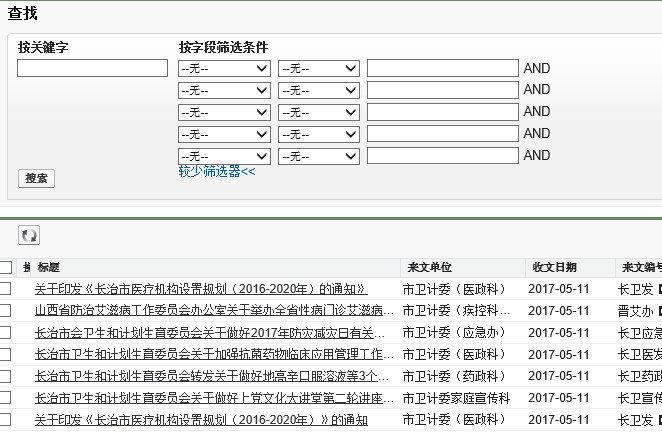 查找
按关键字 按字段筛选条件
--无-- --无-- AND
--无-- --无-- AND
--无-- --无-- AND
--无-- --无-- AND
--无-- --无-- AND
较少筛选器<<
搜索
标题 来文单位 收文日期 来文编号
关于印发《长治市医疗机构设置规划（2016-2020年）的通知》 市卫计委（医政科） 2017-05-11 长卫发
山西省防治艾滋病工作委员会办公室关于举办全省性病门诊艾滋病... 市卫计委（疾控科... 2017-05-11 晋艾办
长治市会卫生和计划生育委员会关于做好2017年防灾减灾日有关... 市卫计委（应急办） 2017-05-11 长卫应急
长治市卫生和计划生育委员会关于加强抗菌药物临床应用管理工作... 市卫计委（医政科） 2017-05-11 长卫医发
长治市卫生和计划生育委员会转发关于做好地高辛口服溶液等3个... 市卫计委（药政科） 2017-05-11 长卫药政
长治市卫生和计划生育委员会关于做好上党文化大讲堂第二轮讲座... 市卫计委家庭宣传科 2017-05-11 长卫宣传
关于印发《长治市医疗机构设置规划（2016-2020年）》的通知 市卫计委（医政科） 2017-05-11 长卫发